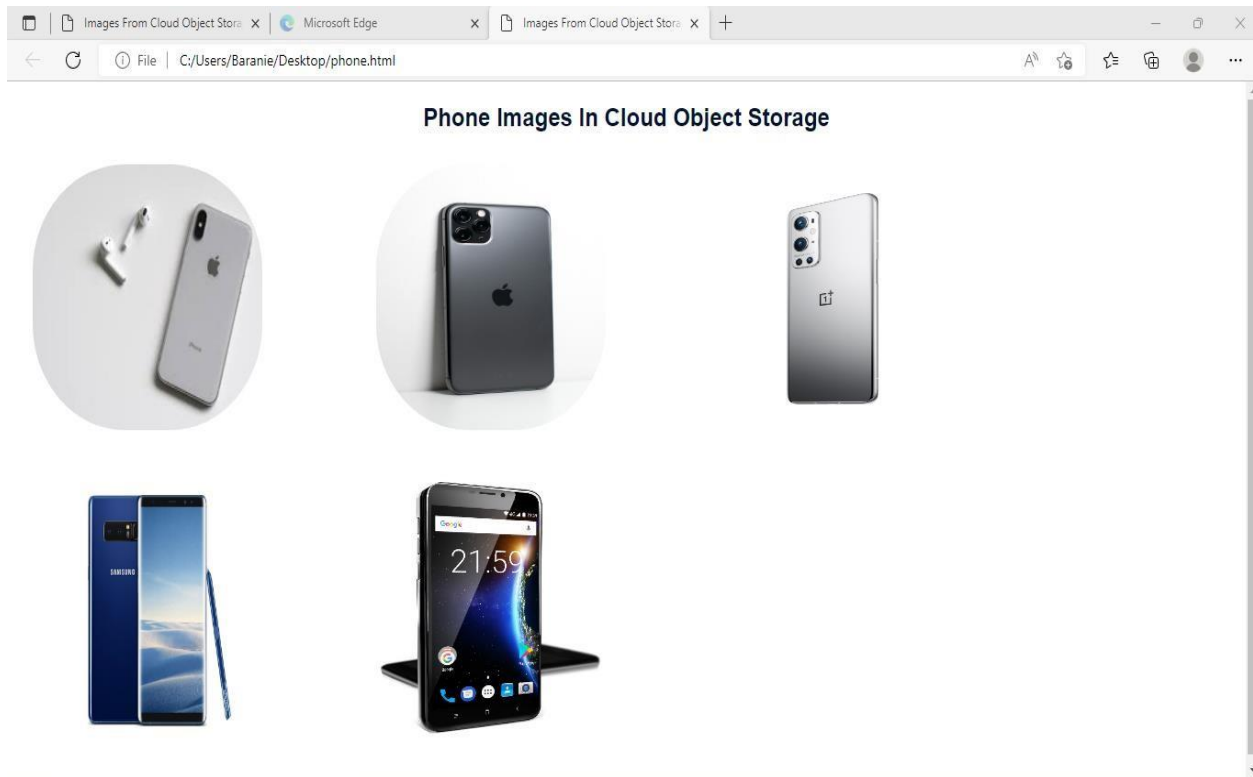 Images From Cloud Object Stora
Microsoft Edge
Images From Cloud Object Stora
File
C:/Users/Baranie/Desktop/phone.html
Phone Images In Cloud Object Storage
iPhone
SAMSUNG
Google
21:59